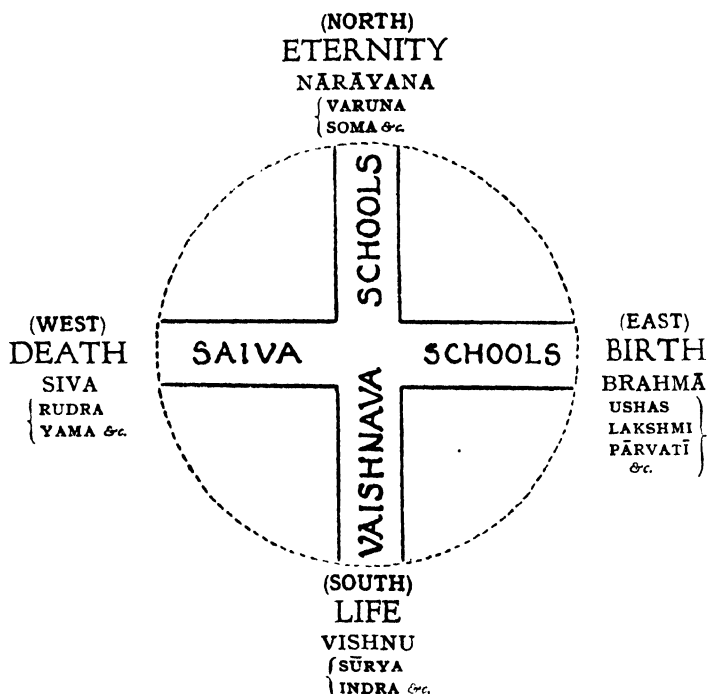 (NORTH)
ETERNITY
NĀRĀYANA
VARUNA
SOMA &c.
SCHOOLS
(WEST)
DEATH
SIVA
RUDRA
YAMA &c.
SAIVA SCHOOLS
(EAST)
BIRTH
BRAHMĀ
USHAS
LAKSHMI
PĀRVATĪ
&c.
VAISHNAVA
(SOUTH)
LIFE
VISHNU
SŪRYA
INDRA &c.